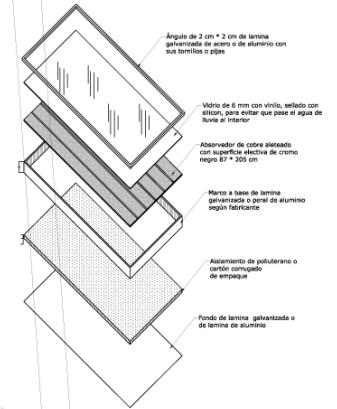 Ángulo de 2 cm * 2 cm de lamina
galvanizada de acero o de aluminio con
sus tornillos o pijas
Vidrio de 6 mm con vinilo, sellado con
silicon, para evitar que pase el agua de
lluvia al interior
Absorvedor de cobre aleteado
con superficie electiva de cromo
negro 87 * 205 cm
Marco a base de lamina
galvanizada o peral de aluminio
según fabricante
Aislamiento de poliuterano o
cartón corrugado
de empaque
Fondo de lamina galvanizada o
de lamina de aluminio